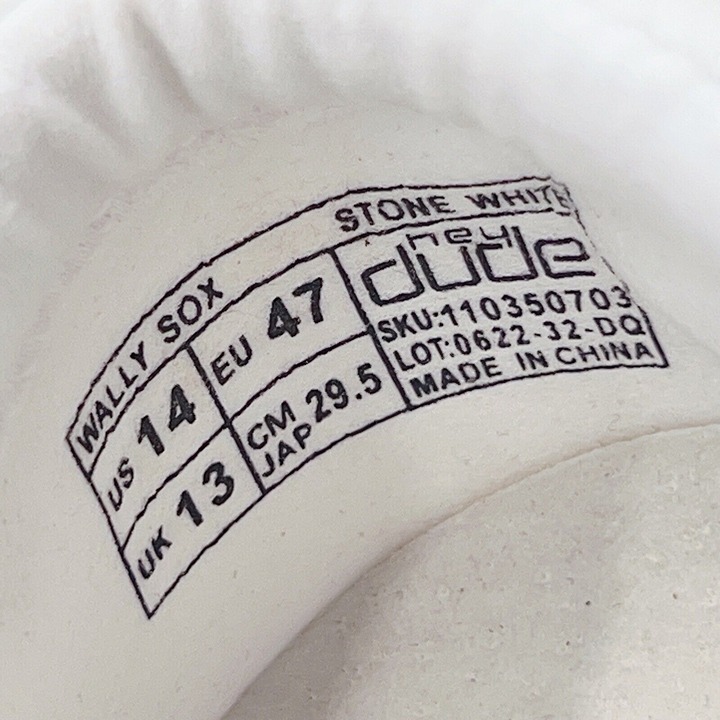 WALLY SOX STONE WHITE
US 14
EU 47
UK 13
CM 29.5
JAP
hey
dude
SKU:110350703
LOT:0622-32-DQ
MADE IN CHINA